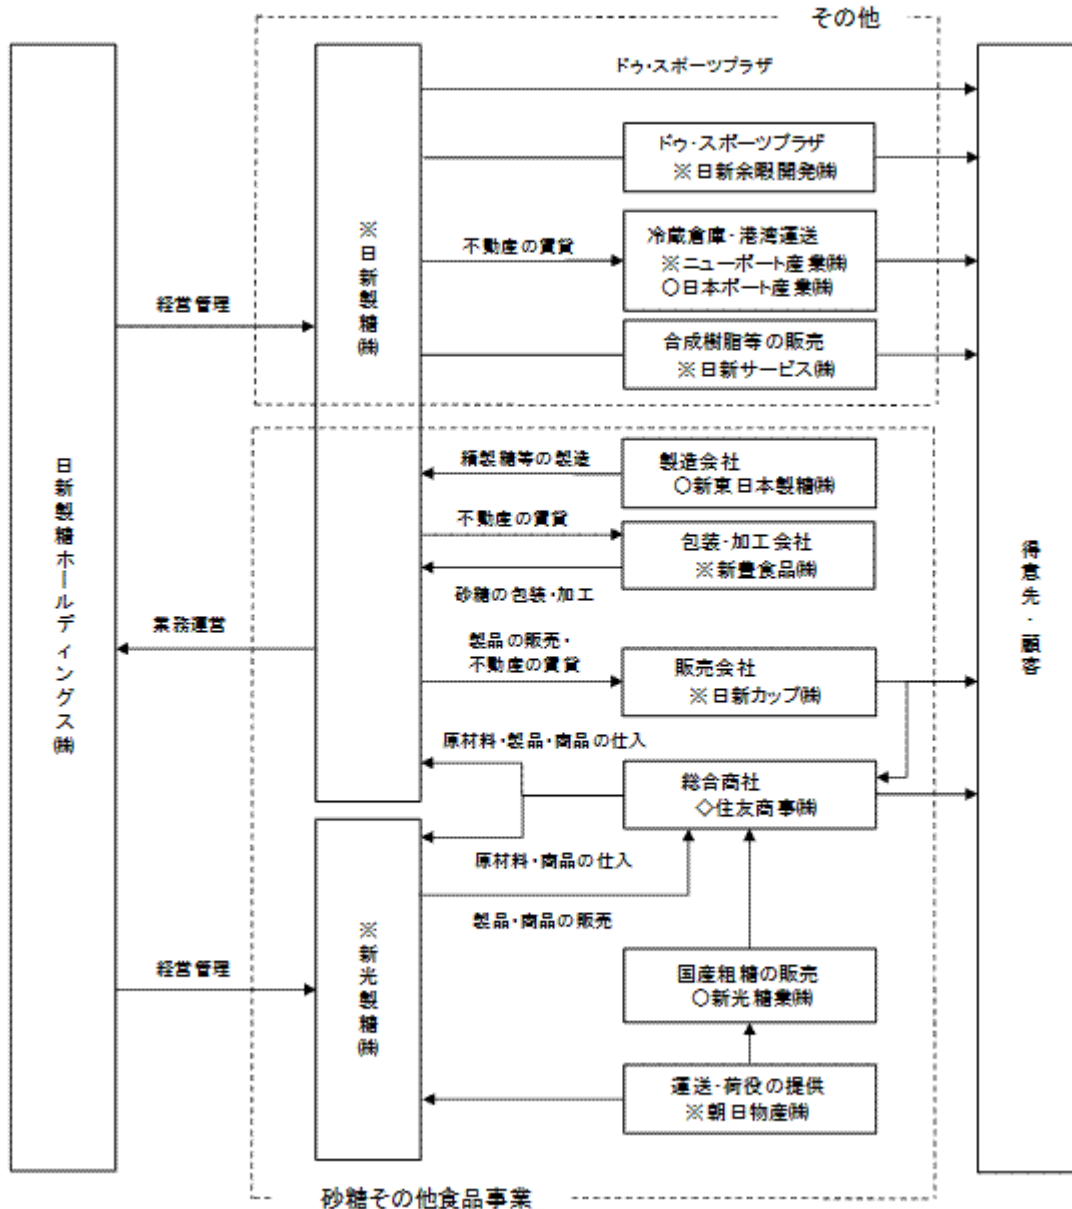 その他
ドゥ・スポーツプラザ
ドゥ・スポーツプラザ
※日新余暇開発㈱
不動産の賃貸
冷蔵倉庫・港湾運送
※ニューポート産業㈱
○日本ポート産業㈱
合成樹脂等の販売
※日新サービス㈱
※日新製糖㈱
経営管理
日新製糖ホールディングス㈱
得意先・顧客
精製糖等の製造
製造会社
○新東日本製糖㈱
不動産の賃貸
包装・加工会社
※新豊食品㈱
砂糖の包装・加工
業務運営
製品の販売・
不動産の賃貸
販売会社
※日新カップ㈱
原材料・製品・商品の仕入
総合商社
◇住友商事㈱
原材料・商品の仕入
製品・商品の販売
※新光製糖㈱
経営管理
国産粗糖の販売
○新光糖業㈱
運送・荷役の提供
※朝日物産㈱
砂糖その他食品事業